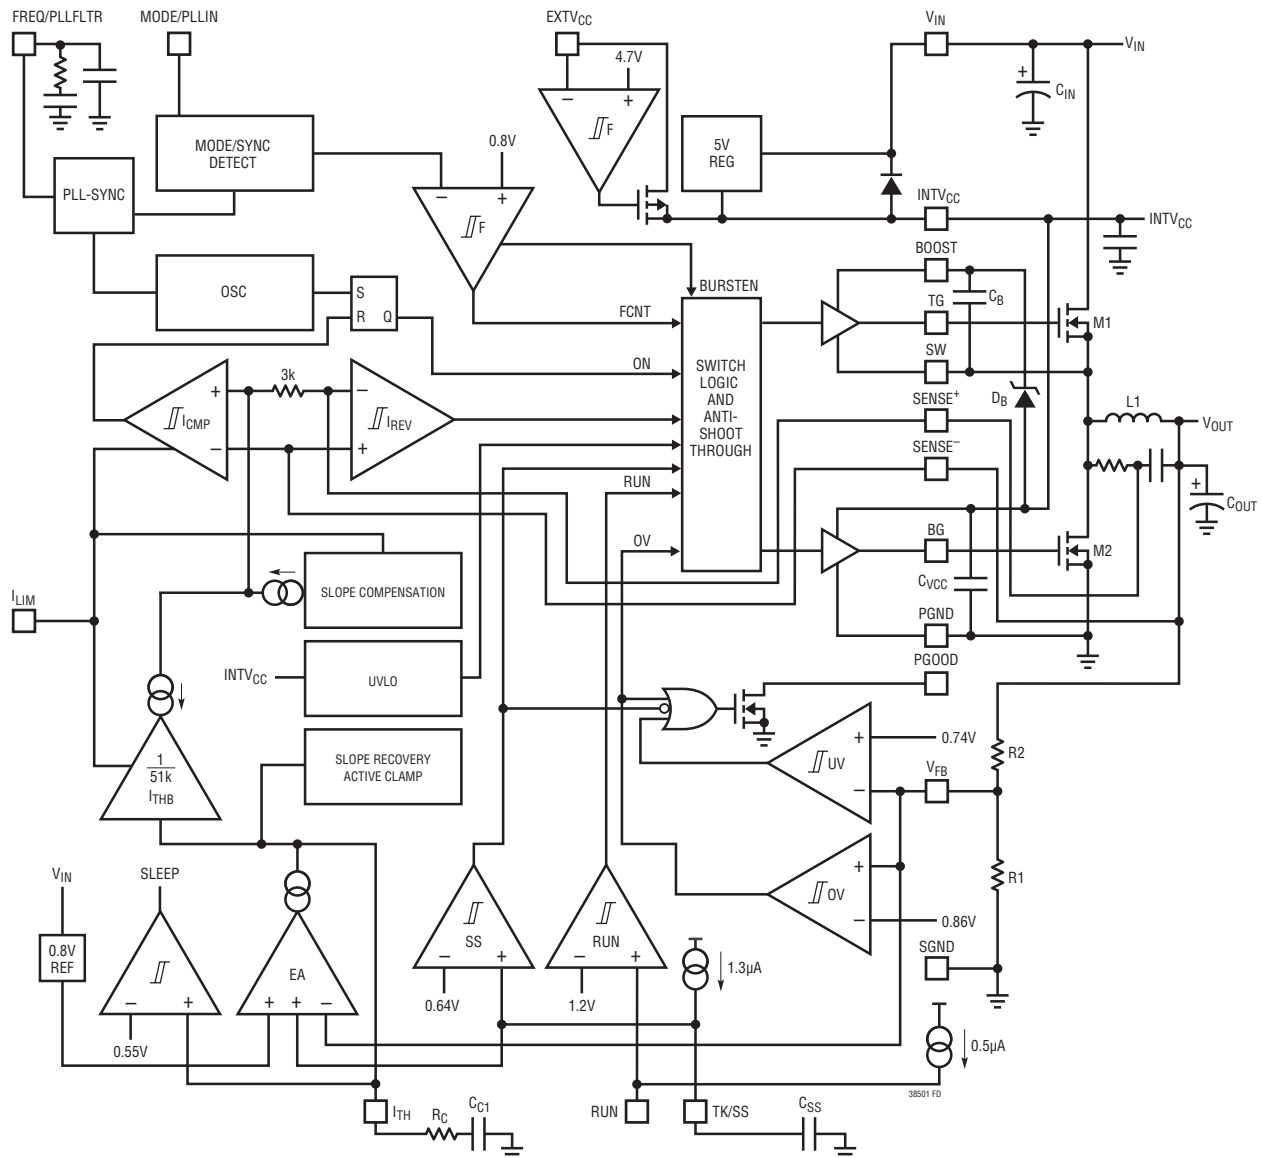 FREQ/PLLFLTR
MODE/PLLIN
EXTVCC
VIN
VIN
4.7V
+
CIN
−
+
F
MODE/SYNC
DETECT
0.8V
5V
REG
PLL-SYNC
−
+
F
INTVCC
INTVCC
BOOST
BURSTEN
OSC
S
R
Q
FCNT
TG
CB
M1
ON
SW
3k
+
−
ICMP
−
+
IREV
SWITCH
LOGIC
AND
ANTI-
SHOOT
THROUGH
SENSE+
DB
L1
VOUT
SENSE−
RUN
+
COUT
OV
BG
M2
CVCC
ILIM
SLOPE COMPENSATION
PGND
PGOOD
INTVCC
UVLO
SLOPE RECOVERY
ACTIVE CLAMP
1
51k
ITHB
+
−
UV
0.74V
VFB
R2
+
−
OV
0.86V
R1
SGND
VIN
SLEEP
0.8V
REF
−
+
0.55V
EA
+
+
−
SS
−
+
0.64V
RUN
−
+
1.2V
1.3µA
0.5µA
38501 FD
ITH
RC
CC1
RUN
TK/SS
CSS